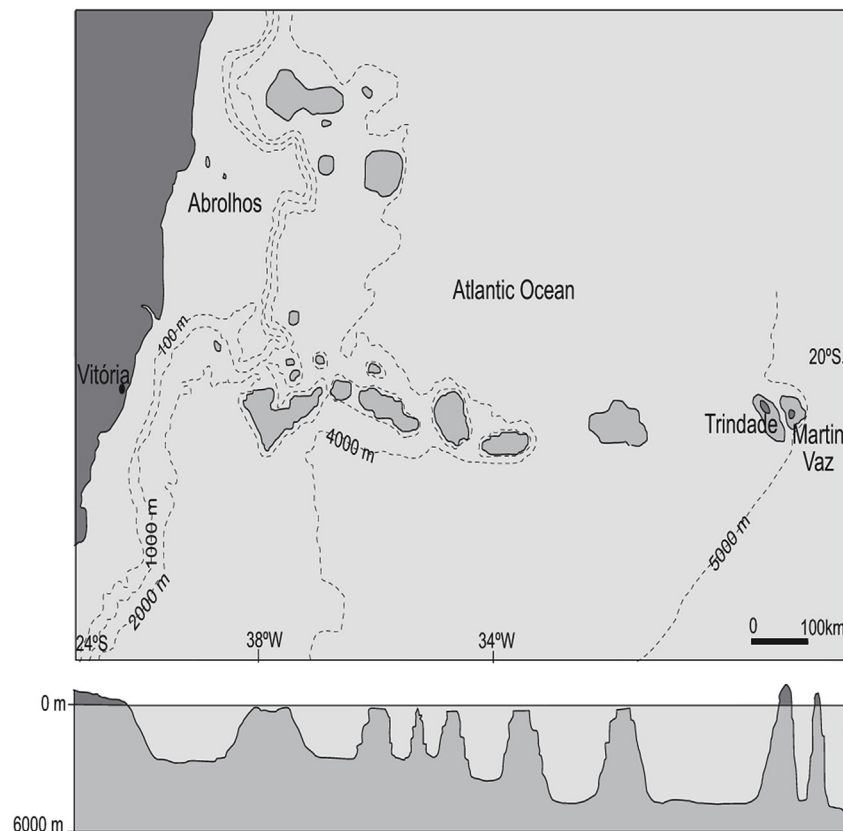 Abrolhos
Atlantic Ocean
100 m
20ºS.
Vitória
Trindade
Martin
Vaz
4000 m
1000 m
5000 m
2000 m
0
100km
24ºS
38ºW
34ºW
0 m
6000 m